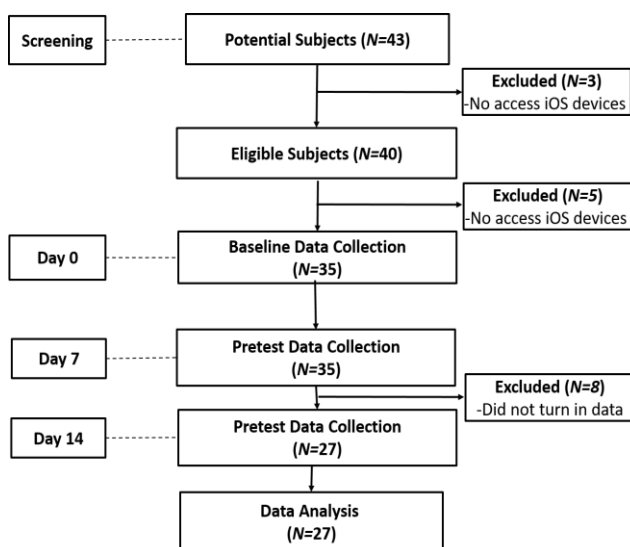 Screening
Potential Subjects (N=43)
Excluded (N=3)
-No access iOS devices
Eligible Subjects (N=40)
Excluded (N=5)
-No access iOS devices
Day 0
Baseline Data Collection
(N=35)
Day 7
Pretest Data Collection
(N=35)
Excluded (N=8)
-Did not turn in data
Day 14
Pretest Data Collection
(N=27)
Data Analysis
(N=27)